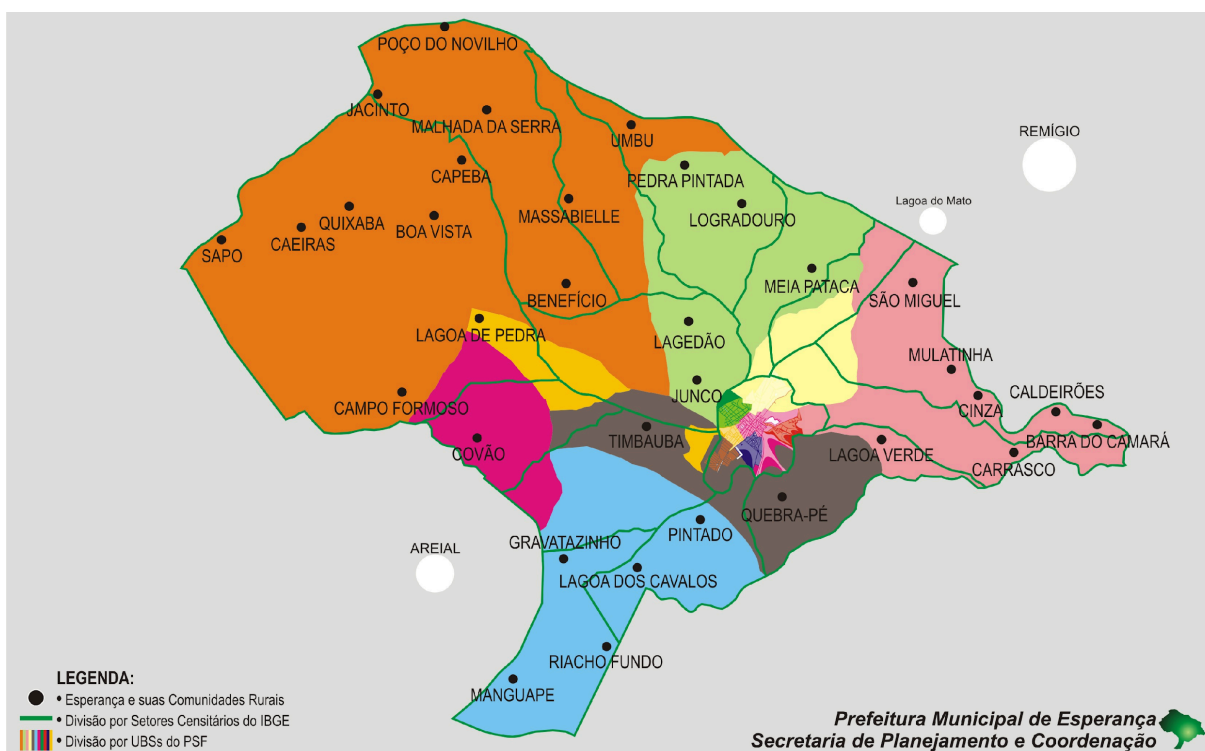 POÇO DO NOVILHO
JACINTO
MALHADA DA SERRA
UMBU
REMÍGIO
CAPEBA
PEDRA PINTADA
QUIXABA
BOA VISTA
MASSABIELLE
LOGRADOURO
Lagoa do Mato
CAEIRAS
SAPO
BENEFÍCIO
MEIA PATACA
SÃO MIGUEL
LAGOA DE PEDRA
LAGEDÃO
MULATINHA
CAMPO FORMOSO
JUNCO
CINZA
CALDEIRÕES
COVÃO
TIMBAUBA
LAGOA VERDE
BARRA DO CAMARÁ
CARRASCO
QUEBRA-PÉ
PINTADO
GRAVATAZINHO
AREIAL
LAGOA DOS CAVALOS
RIACHO FUNDO
MANGUAPE
LEGENDA:
• Esperança e suas Comunidades Rurais
• Divisão por Setores Censitários do IBGE
• Divisão por UBSs do PSF
Prefeitura Municipal de Esperança
Secretaria de Planejamento e Coordenação